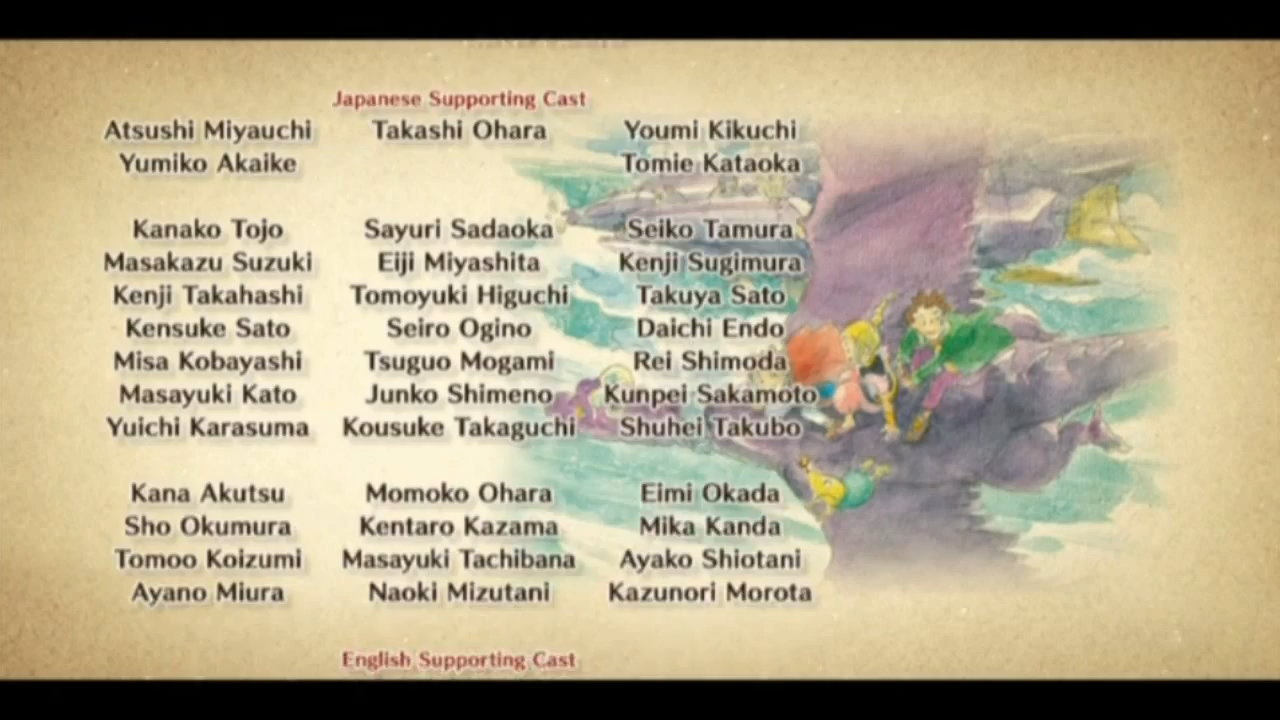 Japanese Supporting Cast
Atsushi Miyauchi Takashi Ohara Youmi Kikuchi
Yumiko Akaike Tomie Kataoka
Kanako Tojo Sayuri Sadaoka Seiko Tamura
Masakazu Suzuki Eiji Miyashita Kenji Sugimura
Kenji Takahashi Tomoyuki Higuchi Takuya Sato
Kensuke Sato Seiro Ogino Daichi Endo
Misa Kobayashi Tsuguo Mogami Rei Shimoda
Masayuki Kato Junko Shimeno Kunpei Sakamoto
Yuichi Karasuma Kousuke Takaguchi Shuhei Takubo
Kana Akutsu Momoko Ohara Eimi Okada
Sho Okumura Kentaro Kazama Mika Kanda
Tomoo Koizumi Masayuki Tachibana Ayako Shiotani
Ayano Miura Naoki Mizutani Kazunori Morota
English Supporting Cast